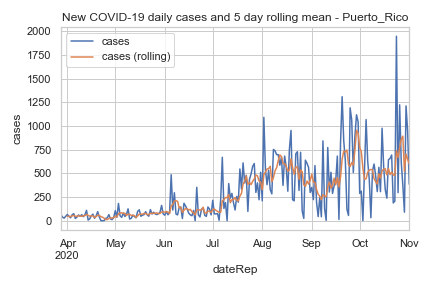 New COVID-19 daily cases and 5 day rolling mean - Puerto_Rico
cases
cases (rolling)
2000
1750
1500
1250
1000
750
500
250
0
cases
Apr May Jun Jul Aug Sep Oct Nov
2020
dateRep